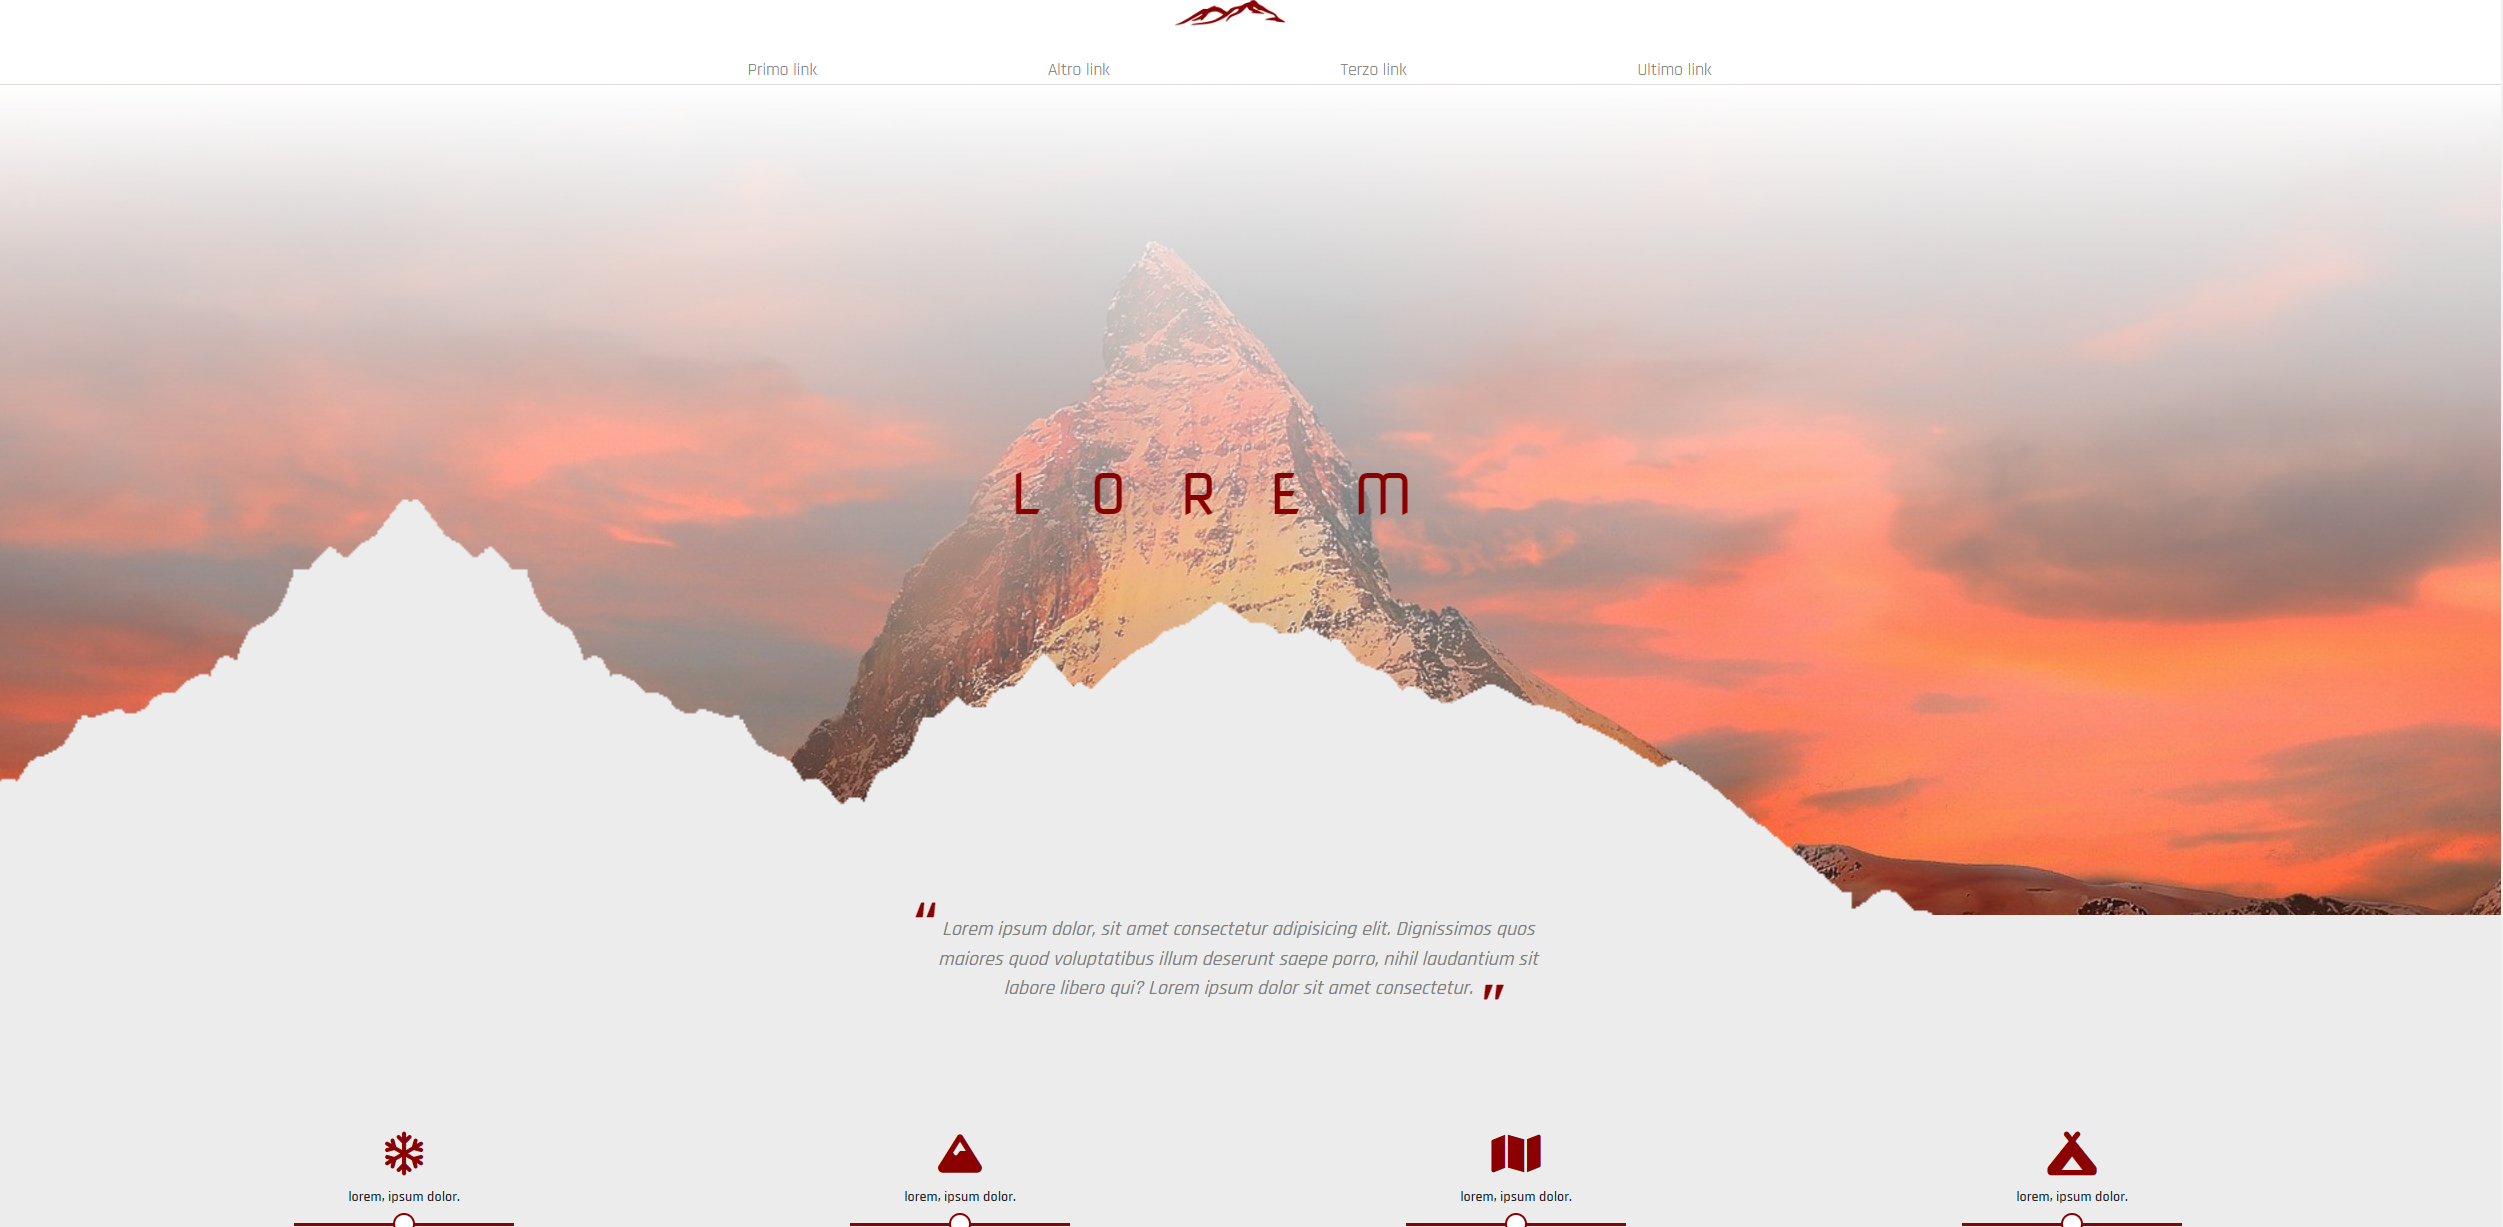 Primo link Altro link Terzo link Ultimo link
LOREM
“ Lorem ipsum dolor, sit amet consectetur adipisicing elit. Dignissimos quos
maiores quod voluptatibus illum deserunt saepe porro, nihil laudantium sit
labore libero qui? Lorem ipsum dolor sit amet consectetur. ”
lorem, ipsum dolor. lorem, ipsum dolor. lorem, ipsum dolor. lorem, ipsum dolor.